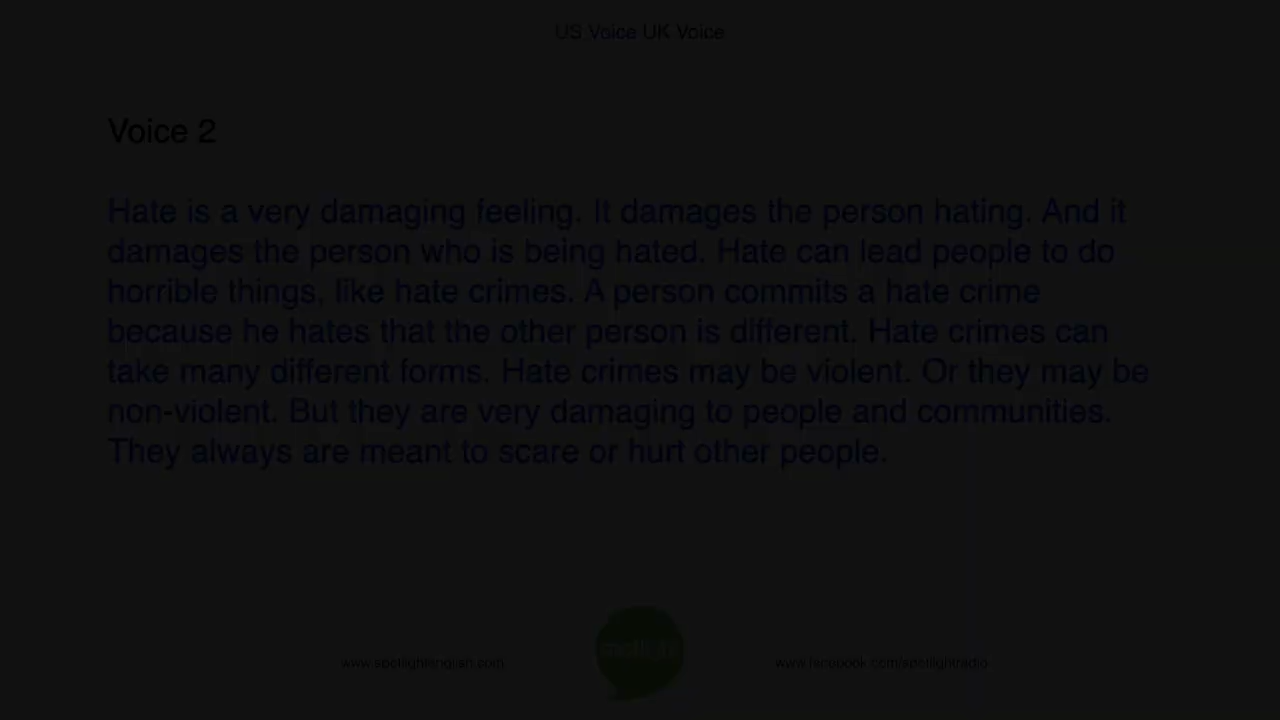 US Voice UK Voice
Voice 2
Hate is a very damaging feeling. It damages the person hating. And it
damages the person who is being hated. Hate can lead people to do
horrible things, like hate crimes. A person commits a hate crime
because he hates that the other person is different. Hate crimes can
take many different forms. Hate crimes may be violent. Or they may be
non-violent. But they are very damaging to people and communities.
They always are meant to scare or hurt other people.
spotlight
www.spotlightenglish.com
www.facebook.com/spotlightradio